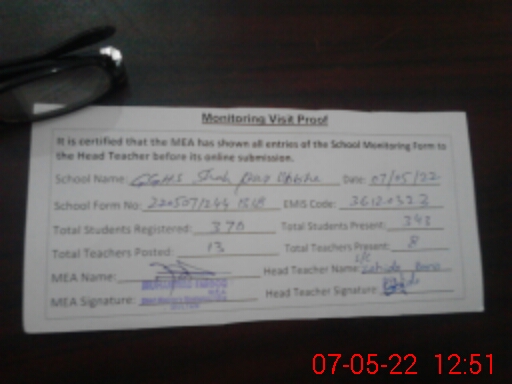 Monitoring Visit Proof
It is certified that the MEA has shown all entries of the School Monitoring Form to
the Head Teacher before its online submission.
School Name: GGHS Date: 07/05/22
School Form No: EMIS Code: 36120323
Total Students Registered: 370 Total Students Present: 343
Total Teachers Posted: 13 Total Teachers Present: 8
MEA Name: Head Teacher Name: Zahida
MEA Signature: Head Teacher Signature:
07-05-22 12:51